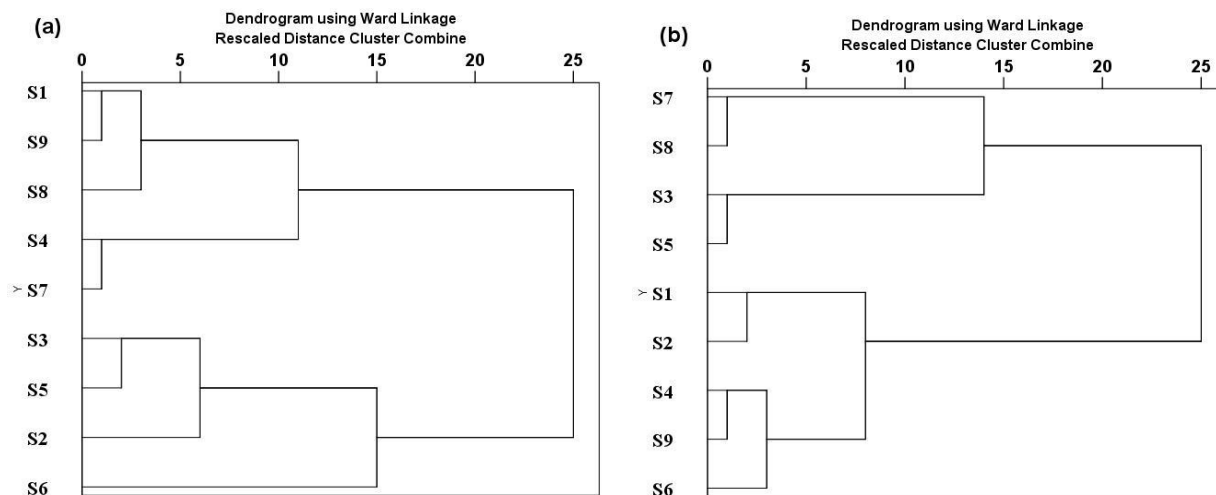 (a)
Dendrogram using Ward Linkage
Rescaled Distance Cluster Combine
0 5 10 15 20 25
S1
S9
S8
S4
Y S7
S3
S5
S2
S6
(b)
Dendrogram using Ward Linkage
Rescaled Distance Cluster Combine
0 5 10 15 20 25
S7
S8
S3
S5
Y S1
S2
S4
S9
S6